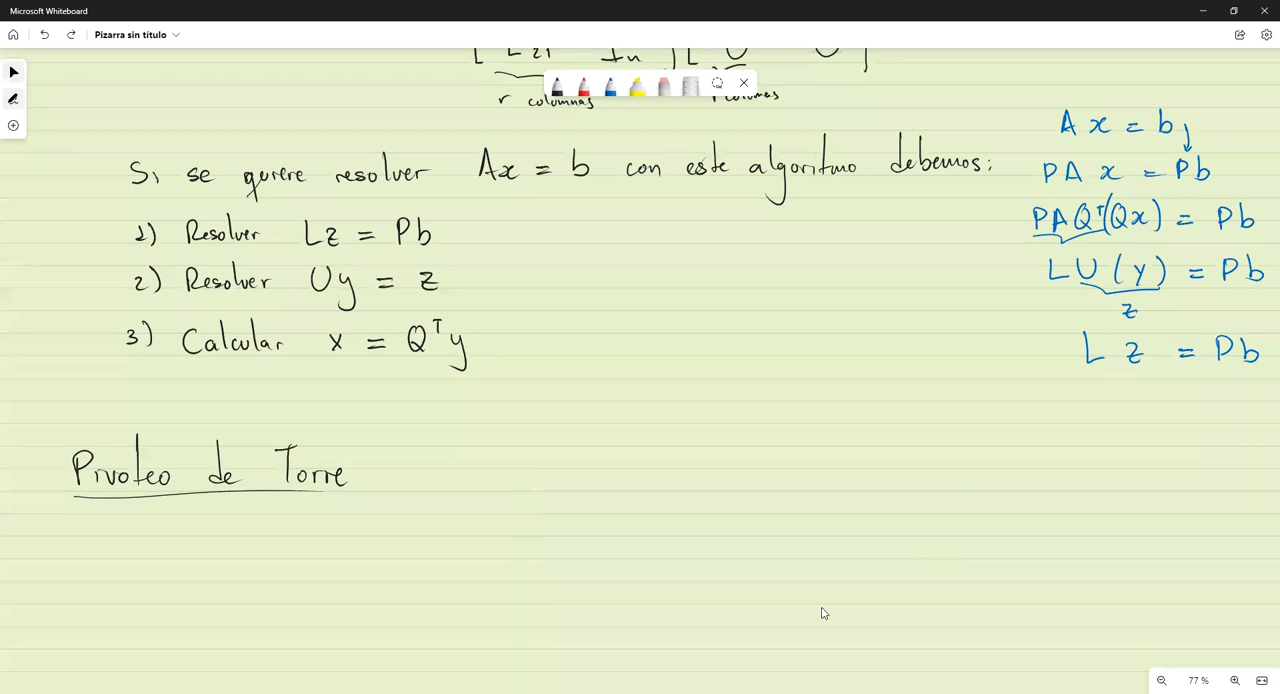 Microsoft Whiteboard
Pizarra sin título
r columnas
Si se quiere resolver Ax = b con este algoritmo debemos:
1) Resolver Lz = Pb
2) Resolver Uy = z
3) Calcular x = Qᵀy
A x = b
PA x = Pb
PAQᵀ(Qx) = Pb
LU (y) = Pb
z
L z = Pb
Pivoteo de Torre
77 %